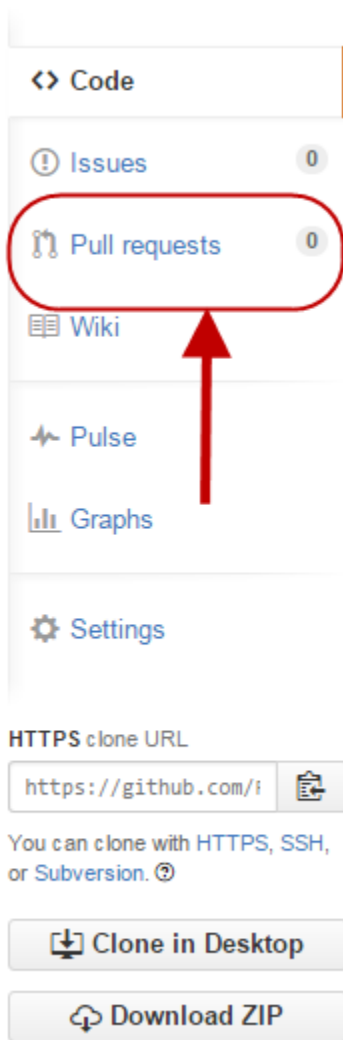 Code
Issues 0
Pull requests 0
Wiki
Pulse
Graphs
Settings
HTTPS clone URL
https://github.com/
You can clone with HTTPS, SSH,
or Subversion.
Clone in Desktop
Download ZIP